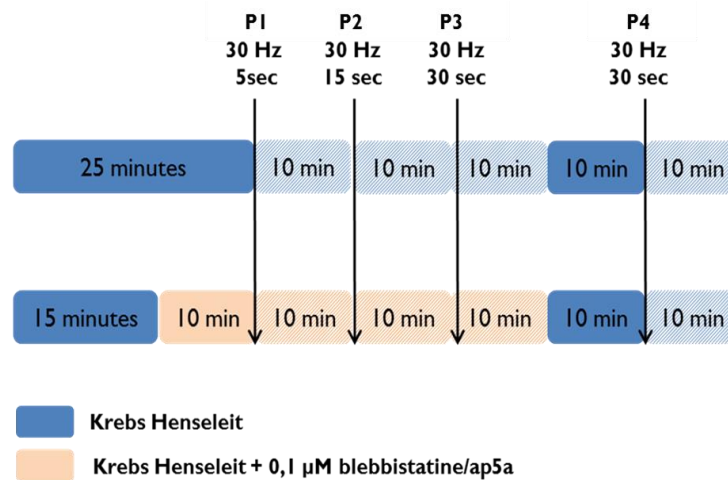 P1 P2 P3 P4
30 Hz 30 Hz 30 Hz 30 Hz
5sec 15 sec 30 sec 30 sec
25 minutes 10 min 10 min 10 min 10 min 10 min
15 minutes 10 min 10 min 10 min 10 min 10 min 10 min
Krebs Henseleit
Krebs Henseleit + 0,1 µM blebbistatine/ap5a